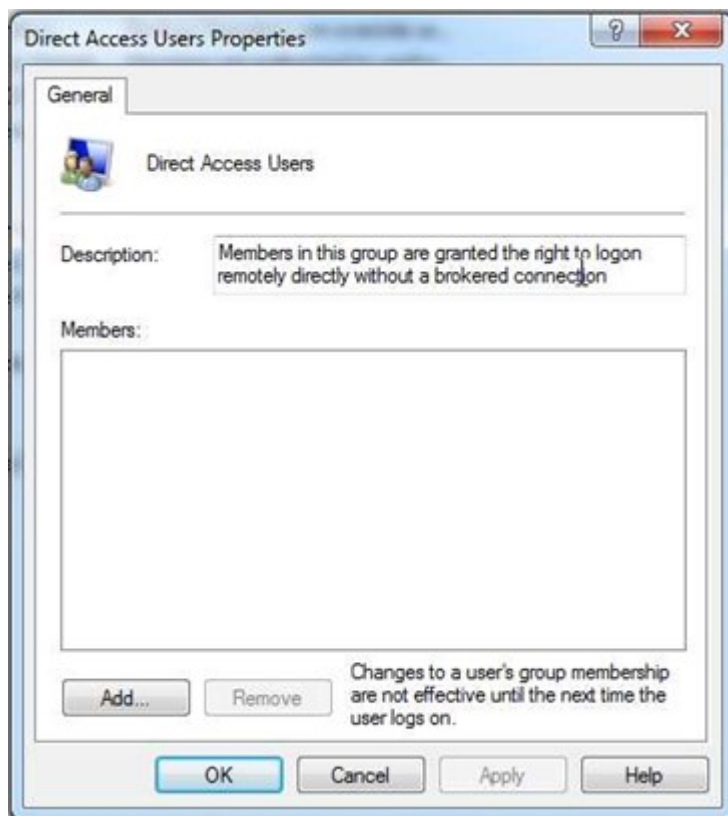 Direct Access Users Properties
General
Direct Access Users
Description:
Members in this group are granted the right to logon
remotely directly without a brokered connection
Members:
Add...
Remove
Changes to a user's group membership
are not effective until the next time the
user logs on.
OK
Cancel
Apply
Help